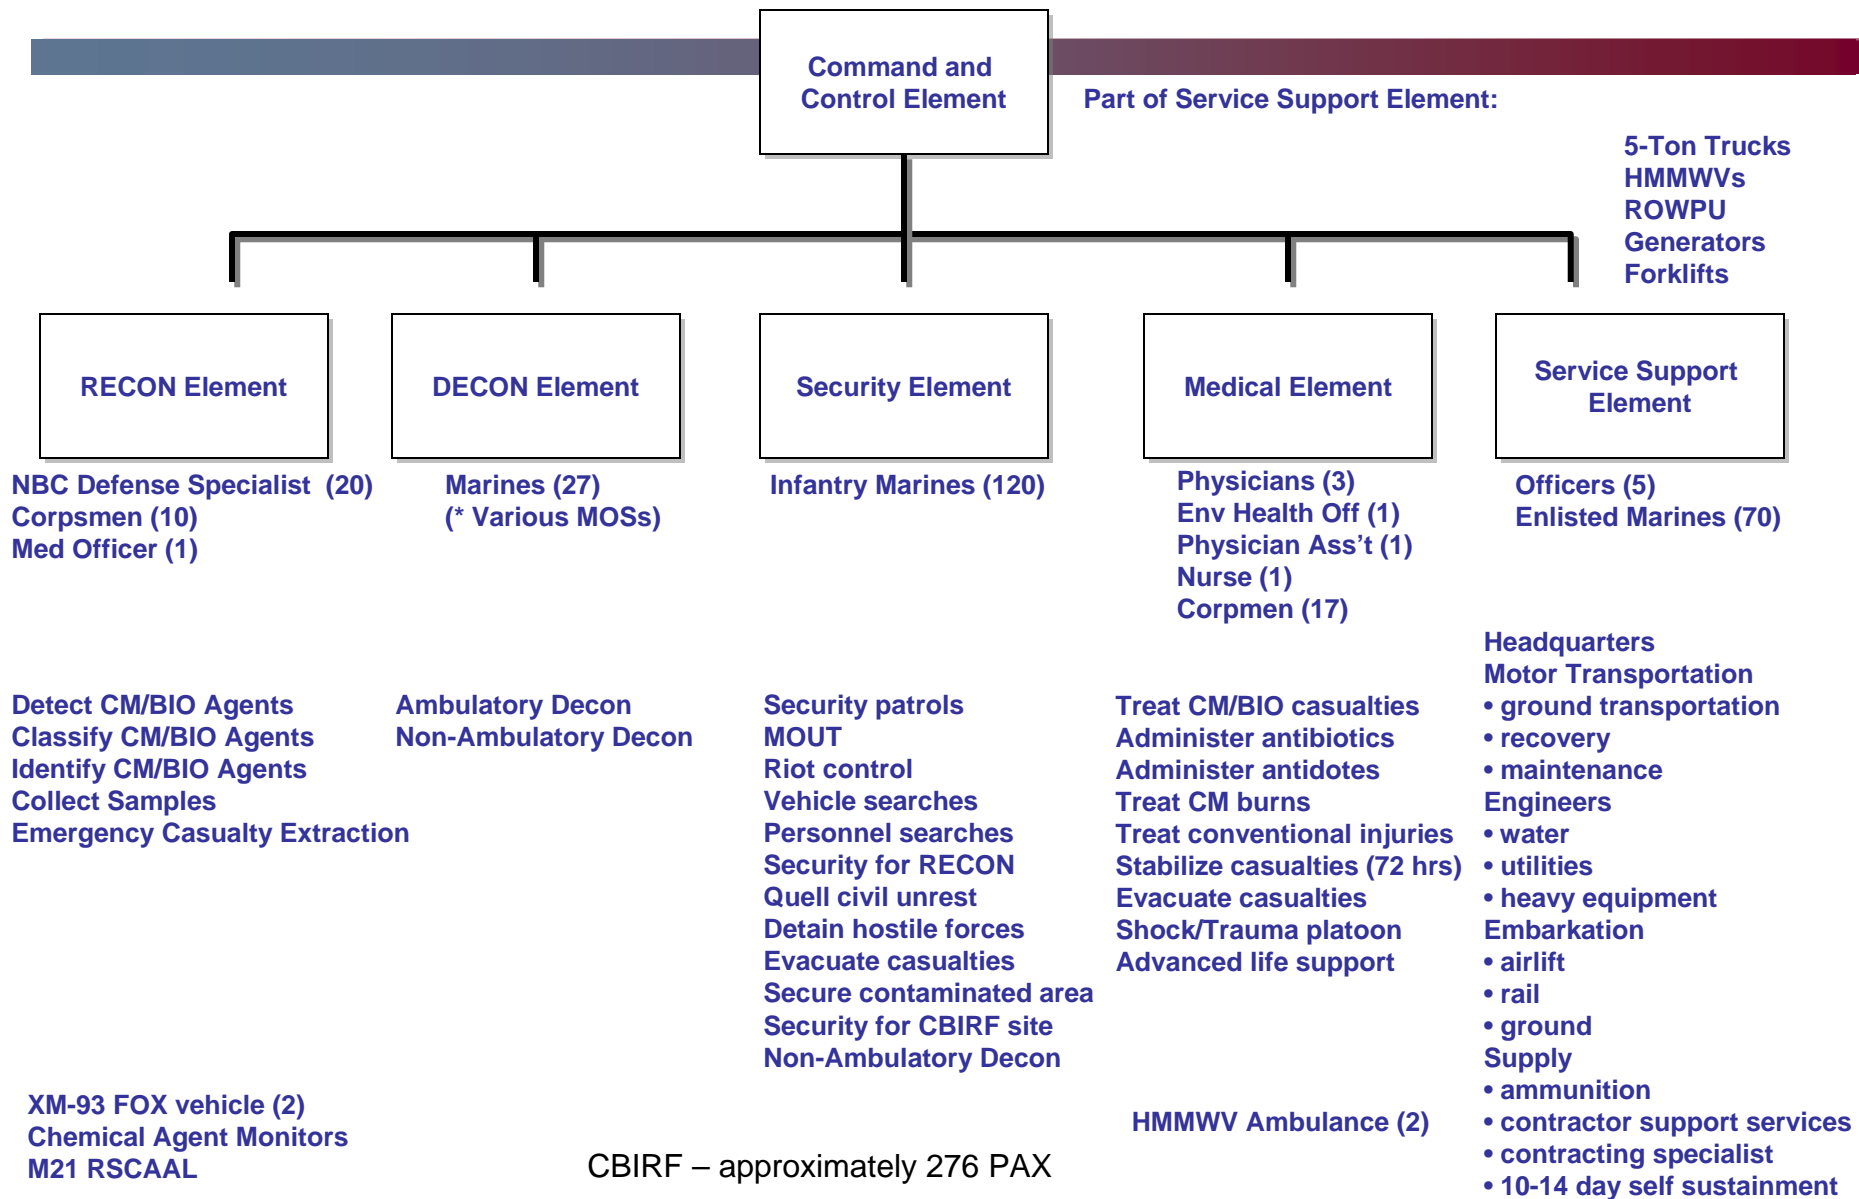 Command and
Control Element
Part of Service Support Element:
5-Ton Trucks
HMMWVs
ROWPU
Generators
Forklifts
RECON Element
DECON Element
Security Element
Medical Element
Service Support
Element
NBC Defense Specialist (20)
Corpsmen (10)
Med Officer (1)
Marines (27)
(* Various MOSs)
Infantry Marines (120)
Physicians (3)
Env Health Off (1)
Physician Ass’t (1)
Nurse (1)
Corpmen (17)
Officers (5)
Enlisted Marines (70)
Detect CM/BIO Agents
Classify CM/BIO Agents
Identify CM/BIO Agents
Collect Samples
Emergency Casualty Extraction
Ambulatory Decon
Non-Ambulatory Decon
Security patrols
MOUT
Riot control
Vehicle searches
Personnel searches
Security for RECON
Quell civil unrest
Detain hostile forces
Evacuate casualties
Secure contaminated area
Security for CBIRF site
Non-Ambulatory Decon
Treat CM/BIO casualties
Administer antibiotics
Administer antidotes
Treat CM burns
Treat conventional injuries
Stabilize casualties (72 hrs)
Evacuate casualties
Shock/Trauma platoon
Advanced life support
Headquarters
Motor Transportation
• ground transportation
• recovery
• maintenance
Engineers
• water
• utilities
• heavy equipment
Embarkation
• airlift
• rail
• ground
Supply
• ammunition
• contractor support services
• contracting specialist
• 10-14 day self sustainment
XM-93 FOX vehicle (2)
Chemical Agent Monitors
M21 RSCAAL
HMMWV Ambulance (2)
CBIRF – approximately 276 PAX